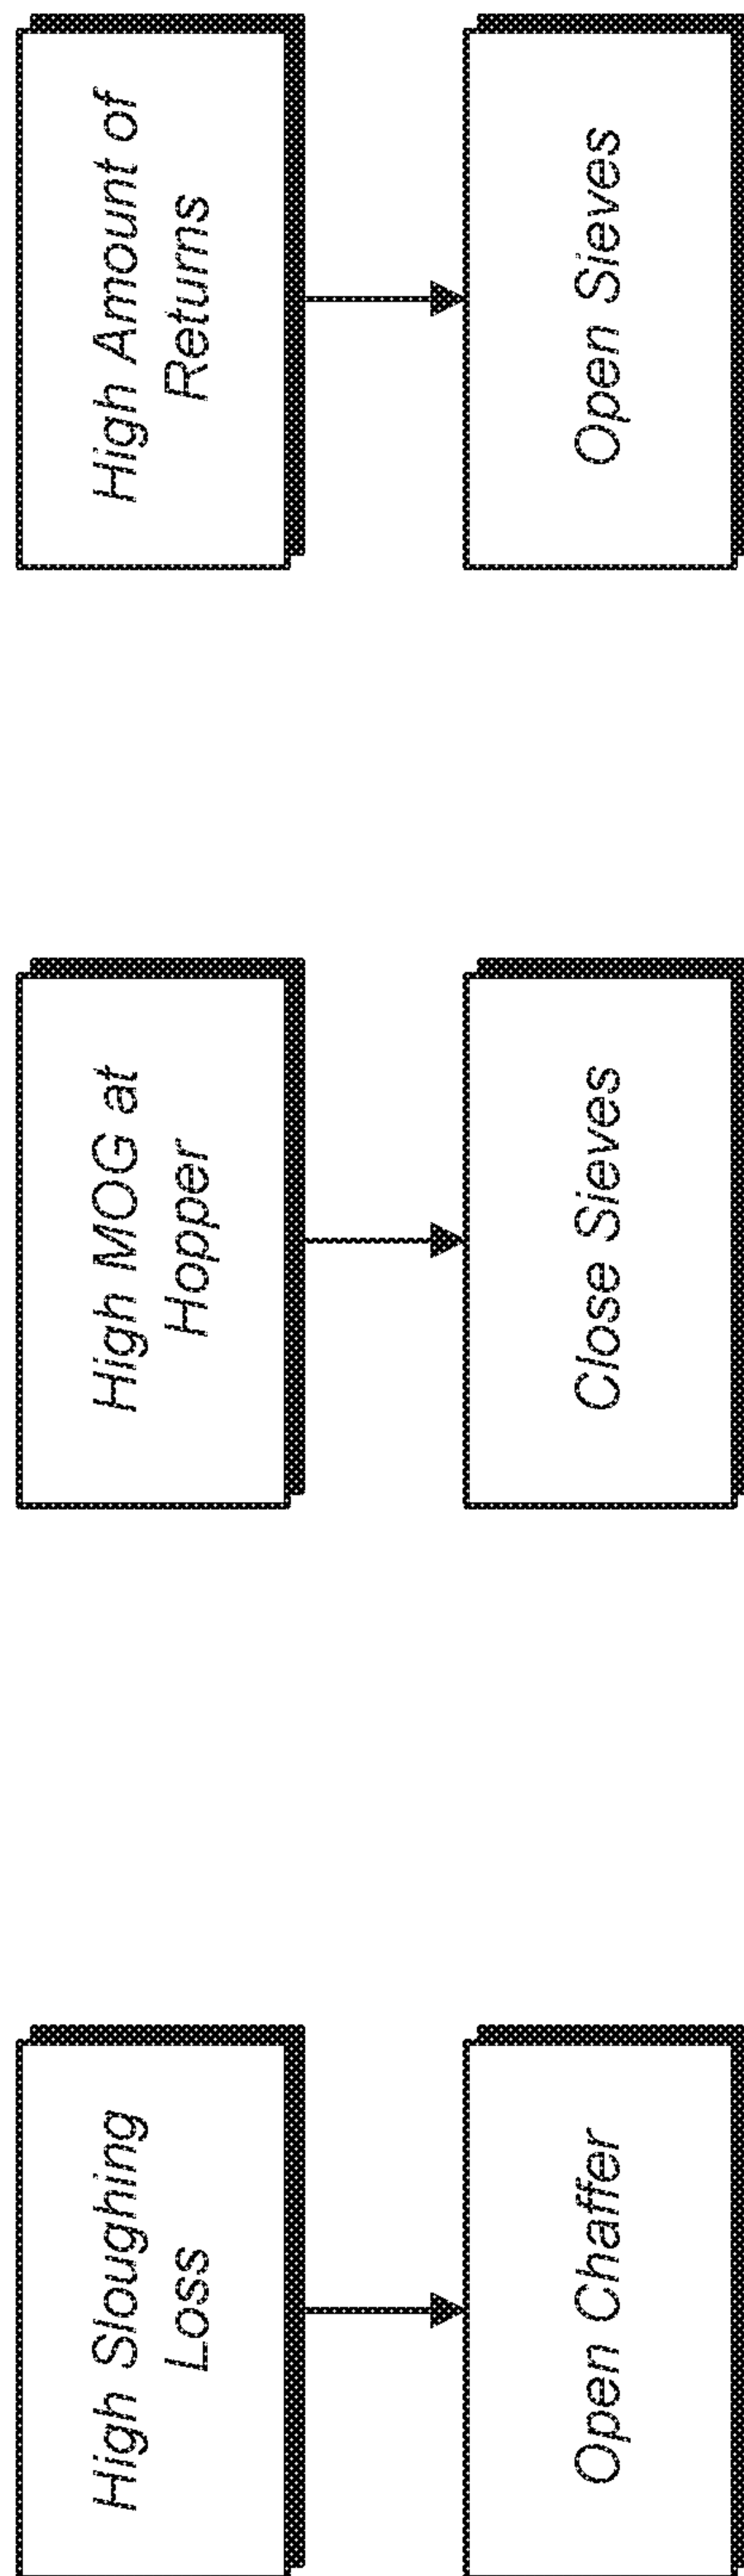 High Sloughing
Loss
Open Chaffer
High MOG at
Hopper
Close Sieves
High Amount of
Returns
Open Sieves